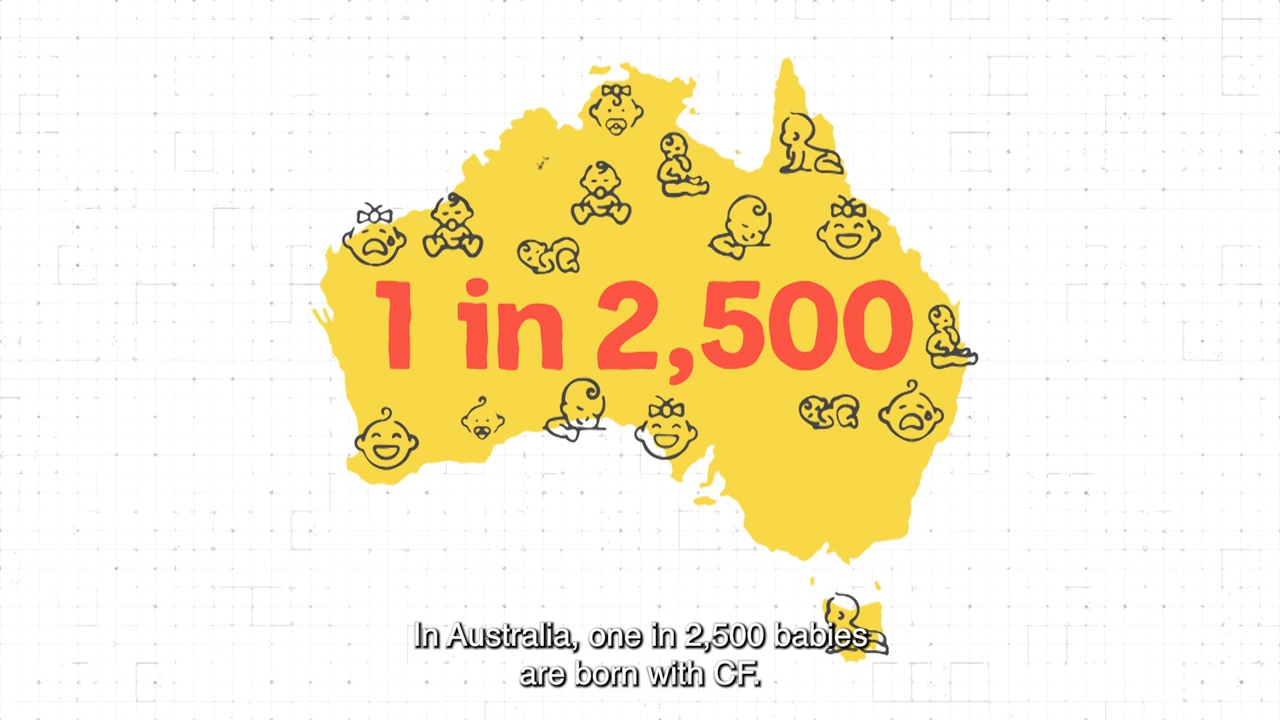 1 in 2,500
In Australia, one in 2,500 babies
are born with CF.